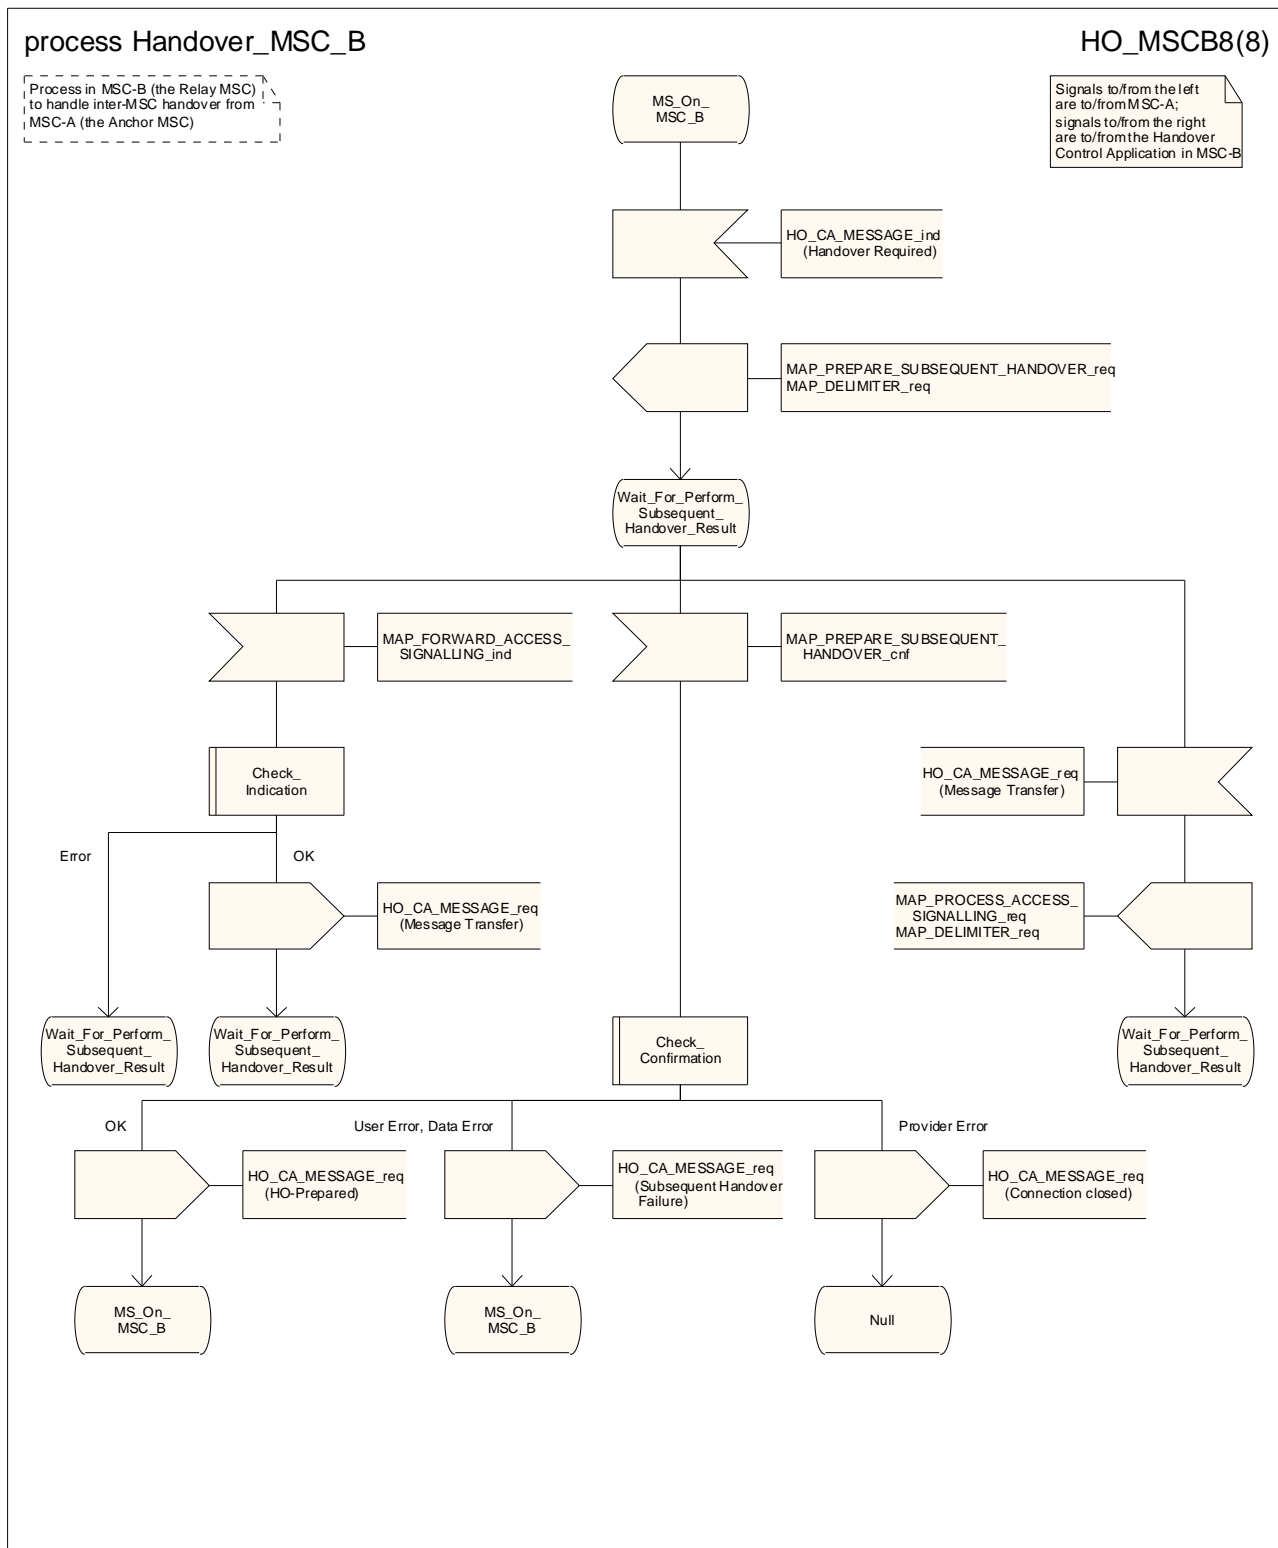 process Handover_MSC_B
HO_MSCB8(8)
Process in MSC-B (the Relay MSC)
to handle inter-MSC handover from
MSC-A (the Anchor MSC)
Signals to/from the left
are to/from MSC-A;
signals to/from the right
are to/from the Handover
Control Application in MSC-B
MS_On_
MSC_B
HO_CA_MESSAGE_ind
(Handover Required)
MAP_PREPARE_SUBSEQUENT_HANDOVER_req
MAP_DELIMITER_req
Wait_For_Perform_
Subsequent_
Handover_Result
MAP_FORWARD_ACCESS_
SIGNALLING_ind
MAP_PREPARE_SUBSEQUENT_
HANDOVER_cnf
Check_
Indication
HO_CA_MESSAGE_req
(Message Transfer)
Error
OK
HO_CA_MESSAGE_req
(Message Transfer)
MAP_PROCESS_ACCESS_
SIGNALLING_req
MAP_DELIMITER_req
Wait_For_Perform_
Subsequent_
Handover_Result
Wait_For_Perform_
Subsequent_
Handover_Result
Check_
Confirmation
Wait_For_Perform_
Subsequent_
Handover_Result
OK
User Error, Data Error
Provider Error
HO_CA_MESSAGE_req
(HO-Prepared)
HO_CA_MESSAGE_req
(Subsequent Handover
Failure)
HO_CA_MESSAGE_req
(Connection closed)
MS_On_
MSC_B
MS_On_
MSC_B
Null